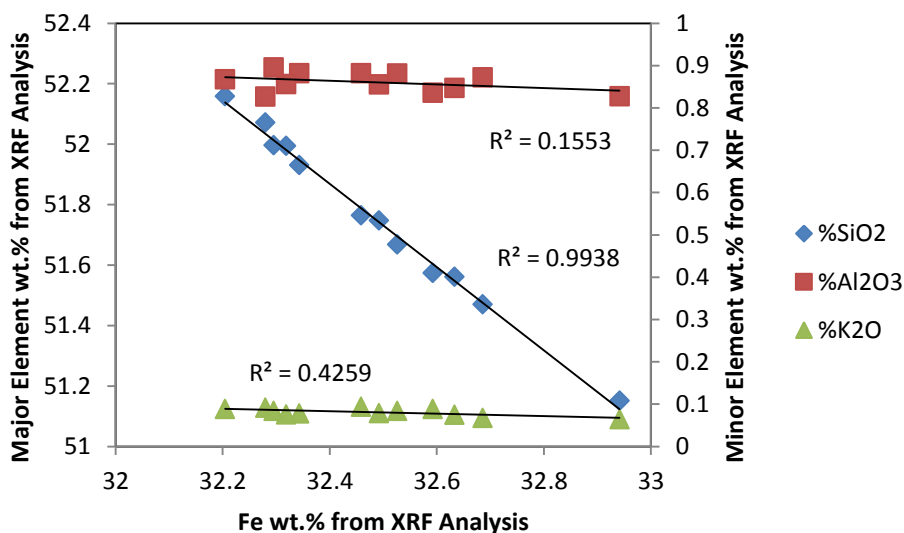 Major Element wt.% from XRF Analysis
52.4
52.2
52
51.8
51.6
51.4
51.2
51
32
32.2
32.4
32.6
32.8
33
Fe wt.% from XRF Analysis
1
0.9
0.8
0.7
0.6
0.5
0.4
0.3
0.2
0.1
0
Minor Element wt.% from XRF Analysis
R² = 0.1553
R² = 0.9938
R² = 0.4259
%SiO2
%Al2O3
%K2O